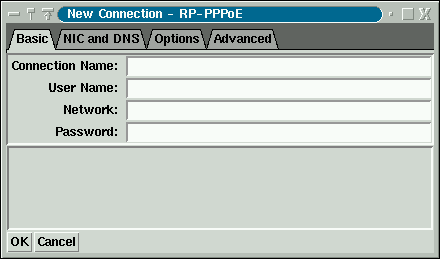 New Connection - RP-PPPoE
Basic NIC and DNS Options Advanced
Connection Name:
User Name:
Network:
Password:
OK Cancel